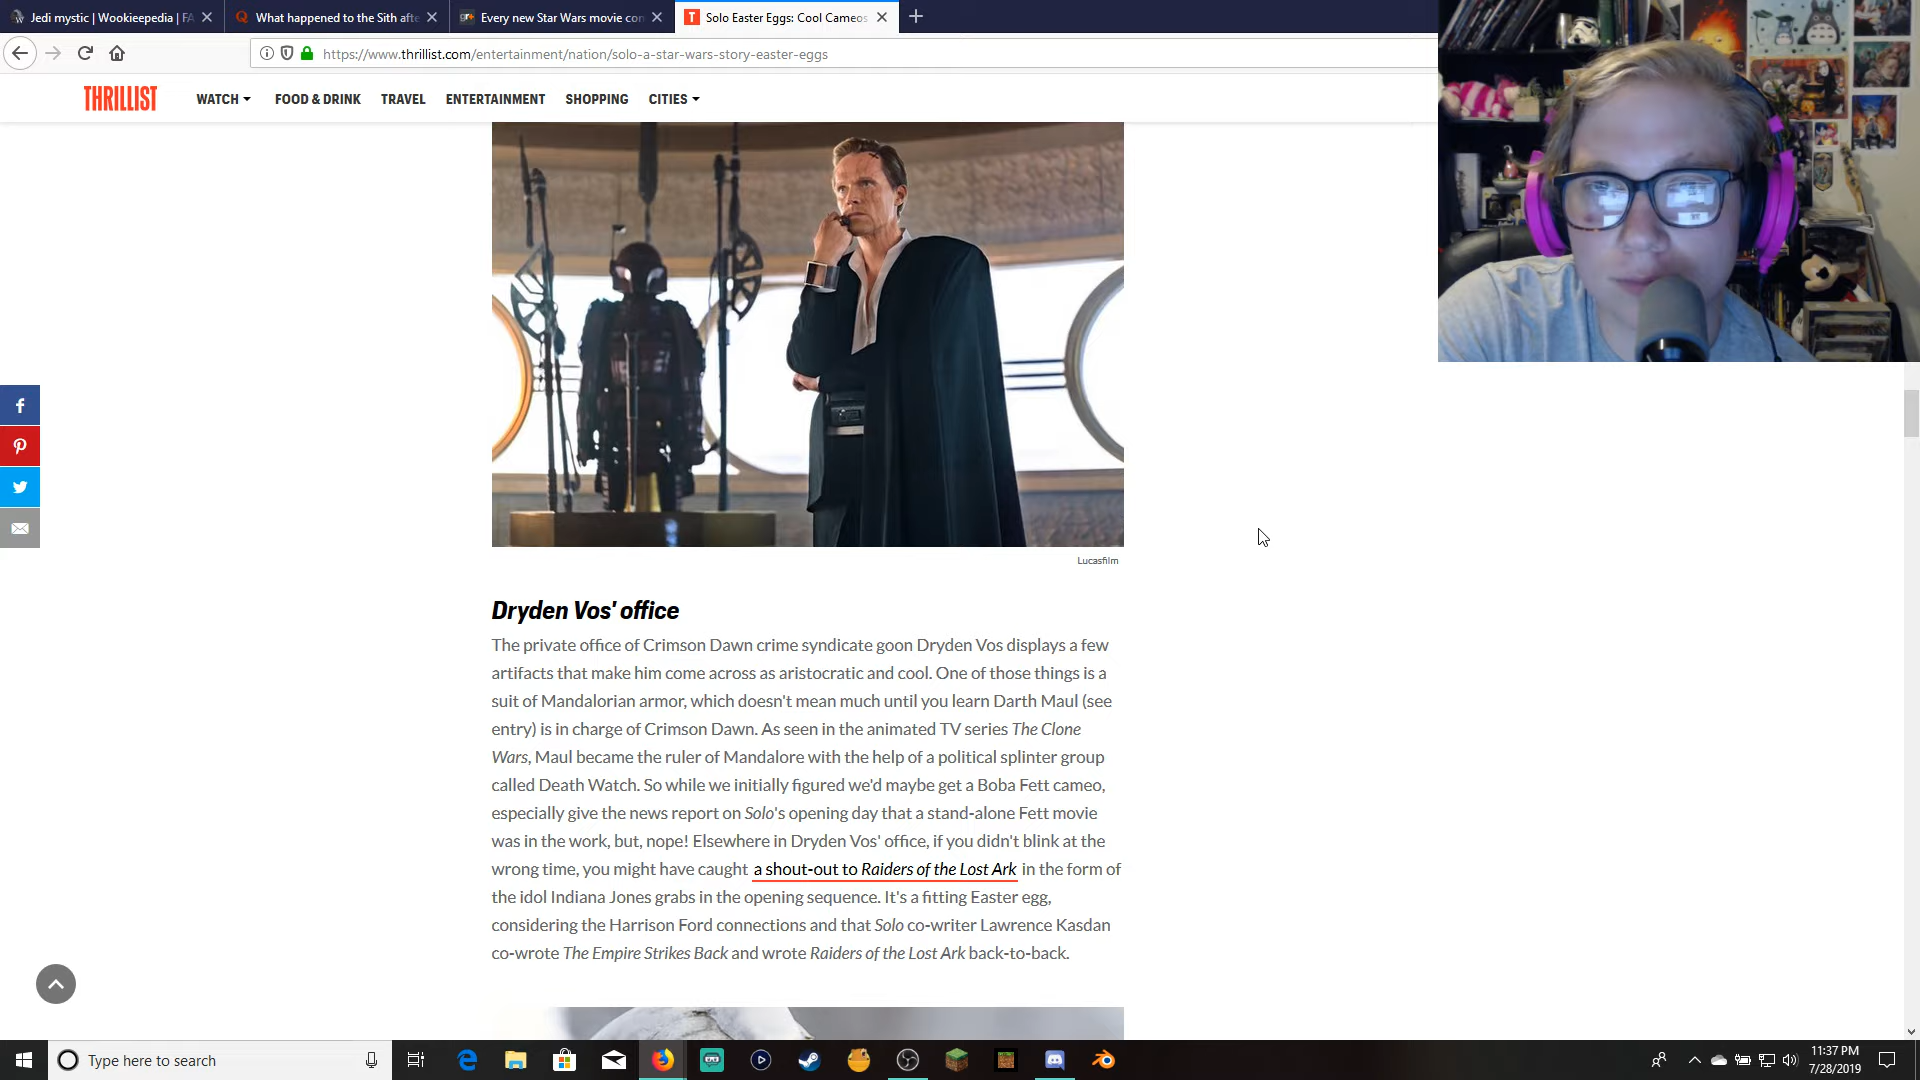 Jedi mystic | Wookieepedia | FA
What happened to the Sith afte
Every new Star Wars movie con
Solo Easter Eggs: Cool Cameos
https://www.thrillist.com/entertainment/nation/solo-a-star-wars-story-easter-eggs
THRILLIST
WATCH
FOOD & DRINK
TRAVEL
ENTERTAINMENT
SHOPPING
CITIES
Lucasfilm
Dryden Vos' office
The private office of Crimson Dawn crime syndicate goon Dryden Vos displays a few
artifacts that make him come across as aristocratic and cool. One of those things is a
suit of Mandalorian armor, which doesn't mean much until you learn Darth Maul (see
entry) is in charge of Crimson Dawn. As seen in the animated TV series The Clone
Wars, Maul became the ruler of Mandalore with the help of a political splinter group
called Death Watch. So while we initially figured we'd maybe get a Boba Fett cameo,
especially give the news report on Solo's opening day that a stand-alone Fett movie
was in the work, but, nope! Elsewhere in Dryden Vos' office, if you didn't blink at the
wrong time, you might have caught a shout-out to Raiders of the Lost Ark in the form of
the idol Indiana Jones grabs in the opening sequence. It's a fitting Easter egg,
considering the Harrison Ford connections and that Solo co-writer Lawrence Kasdan
co-wrote The Empire Strikes Back and wrote Raiders of the Lost Ark back-to-back.
Type here to search
11:37 PM
7/28/2019